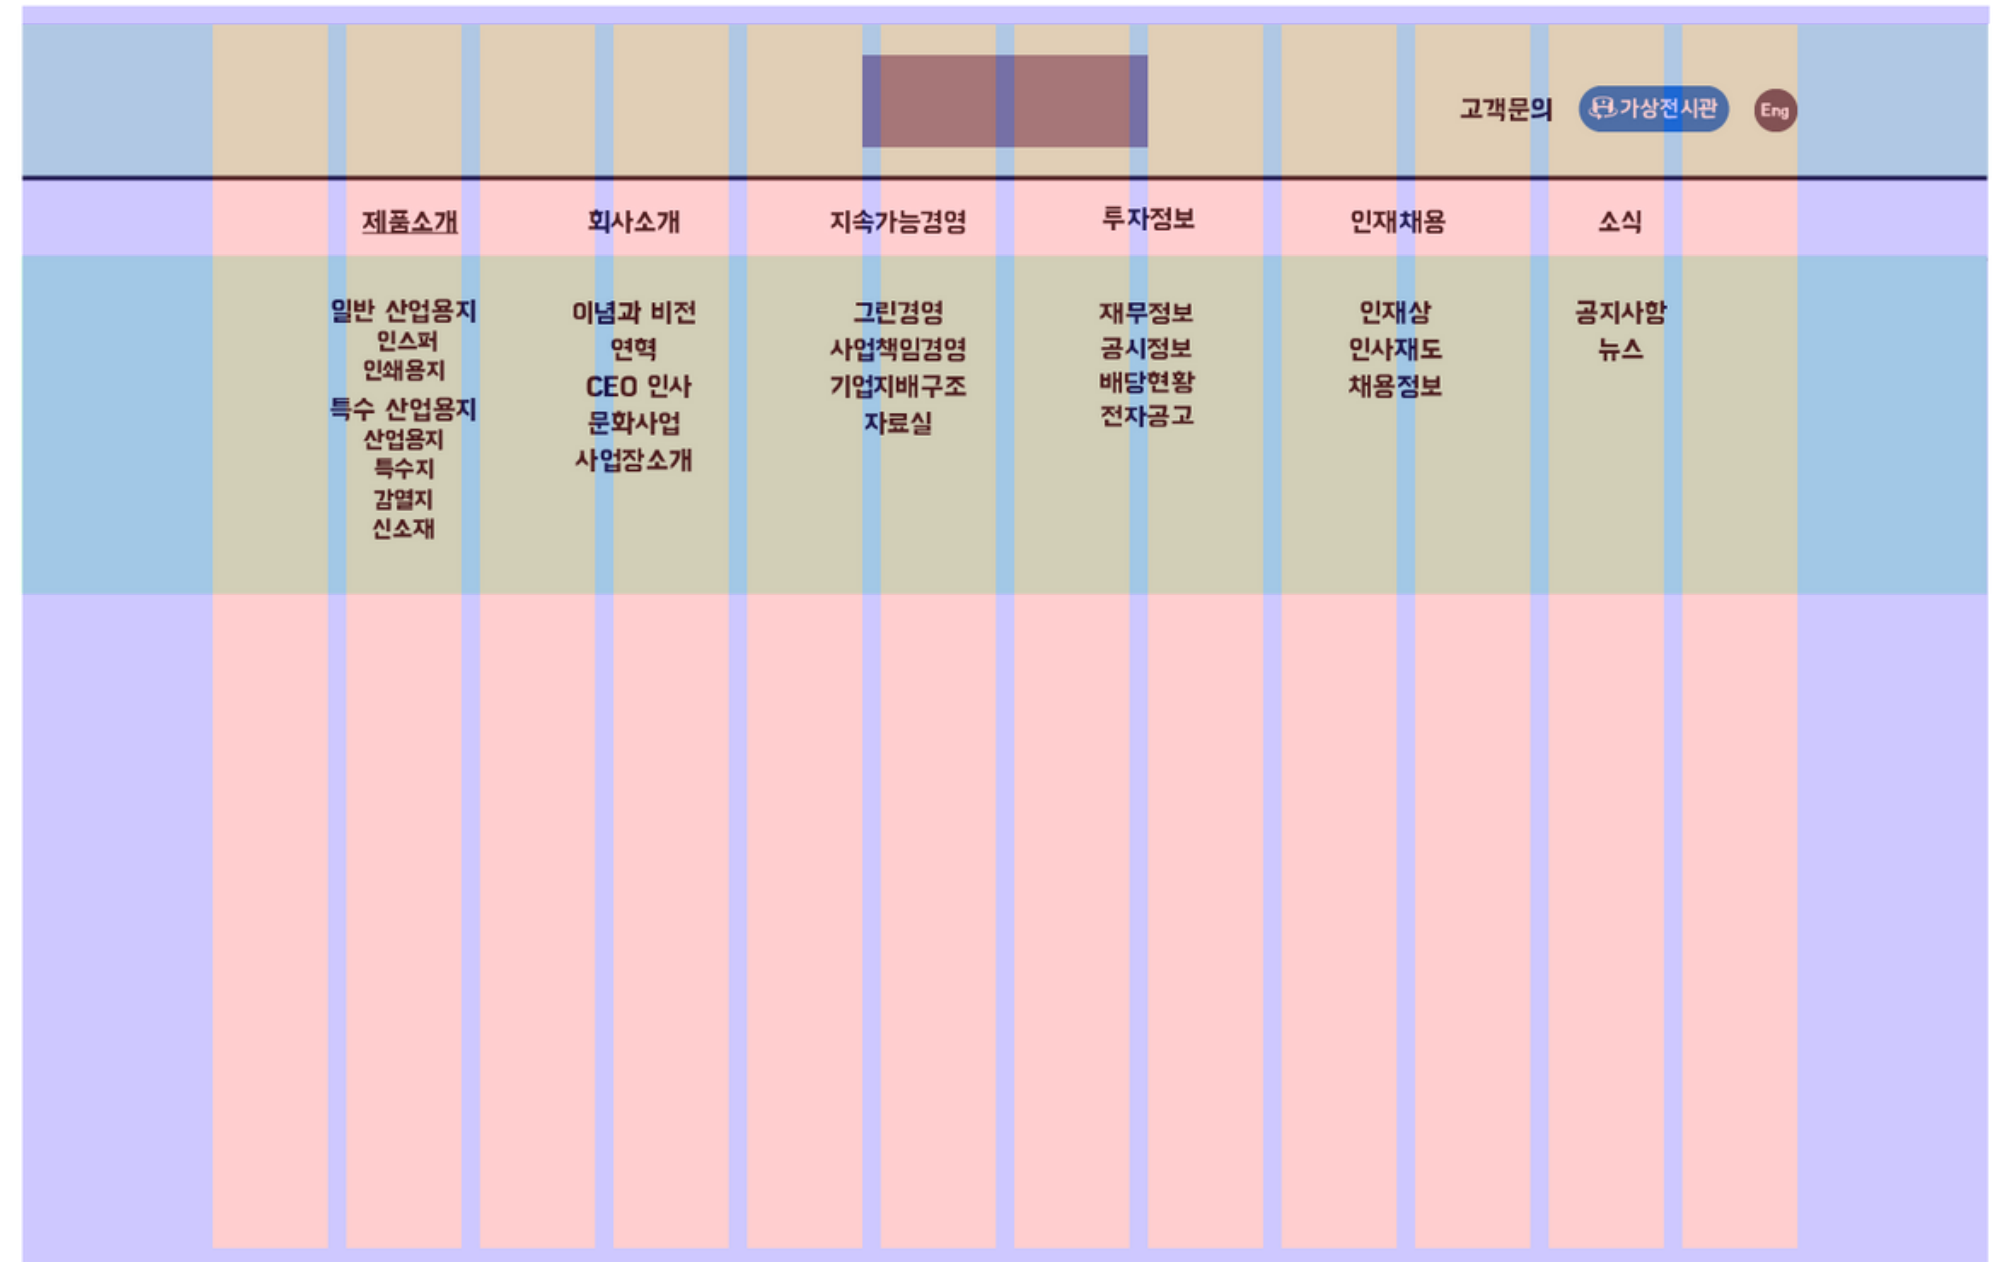 고객문의 가상전시관 Eng
제품소개 회사소개 지속가능경영 투자정보 인재채용 소식
일반 산업용지
인스퍼
인쇄용지
특수 산업용지
산업용지
특수지
감열지
신소재
이념과 비전
연혁
CEO 인사
문화사업
사업장소개
그린경영
사업책임경영
기업지배구조
자료실
재무정보
공시정보
배당현황
전자공고
인재상
인사재도
채용정보
공지사항
뉴스